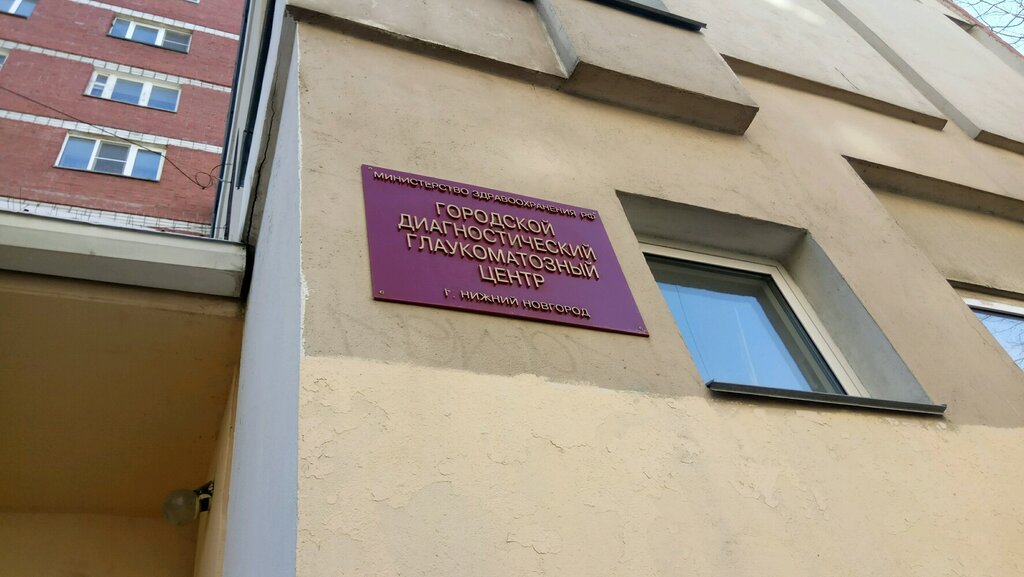 МИНИСТЕРСТВО ЗДРАВООХРАНЕНИЯ РФ
ГОРОДСКОЙ
ДИАГНОСТИЧЕСКИЙ
ГЛАУКОМАТОЗНЫЙ
ЦЕНТР
Г. НИЖНИЙ НОВГОРОД